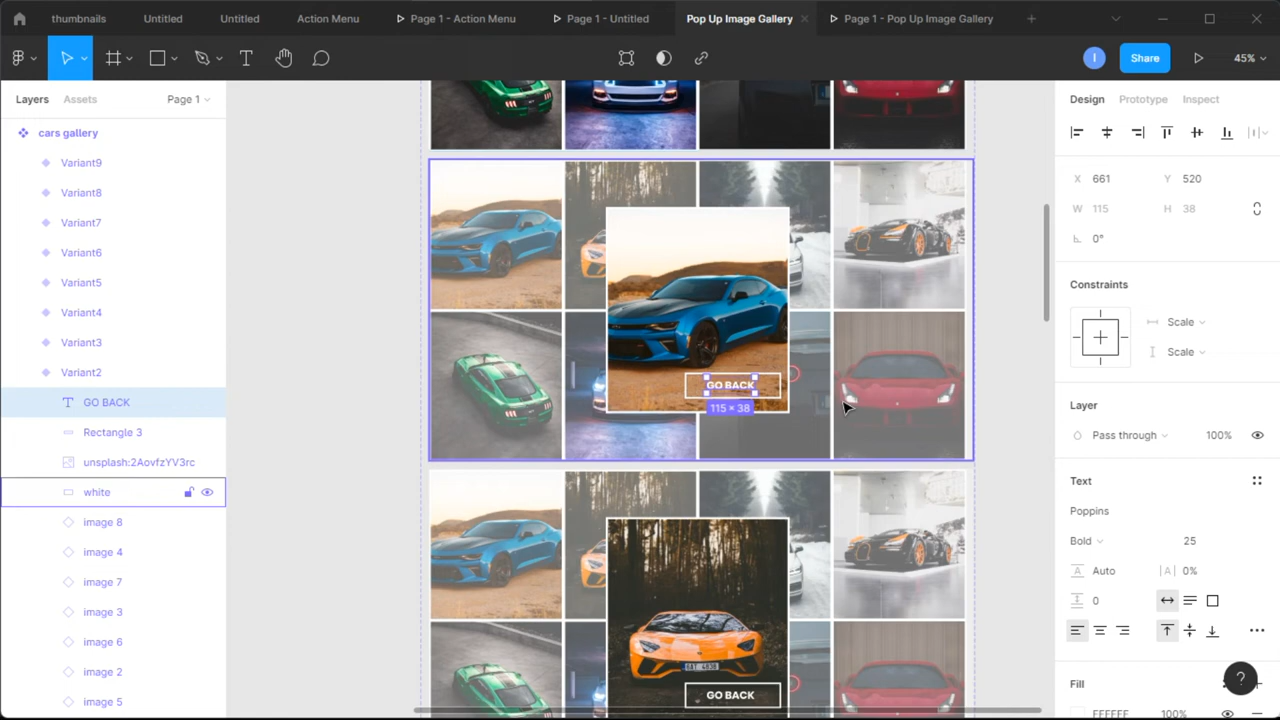 thumbnails Untitled Untitled Action Menu Page 1 - Action Menu Page 1 - Untitled Pop Up Image Gallery Page 1 - Pop Up Image Gallery
I Share 45%
Layers Assets Page 1
Design Prototype Inspect
cars gallery
Variant9
Variant8
Variant7
Variant6
Variant5
Variant4
Variant3
Variant2
GO BACK
Rectangle 3
unsplash:2AovfzYV3rc
white
image 8
image 4
image 7
image 3
image 6
image 2
image 5
GO BACK
115 × 38
GO BACK
X 661 Y 520
W 115 H 38
0°
Constraints
Scale
Scale
Layer
Pass through 100%
Text
Poppins
Bold 25
Auto |A| 0%
0
Fill
?
FFFFFF 100%